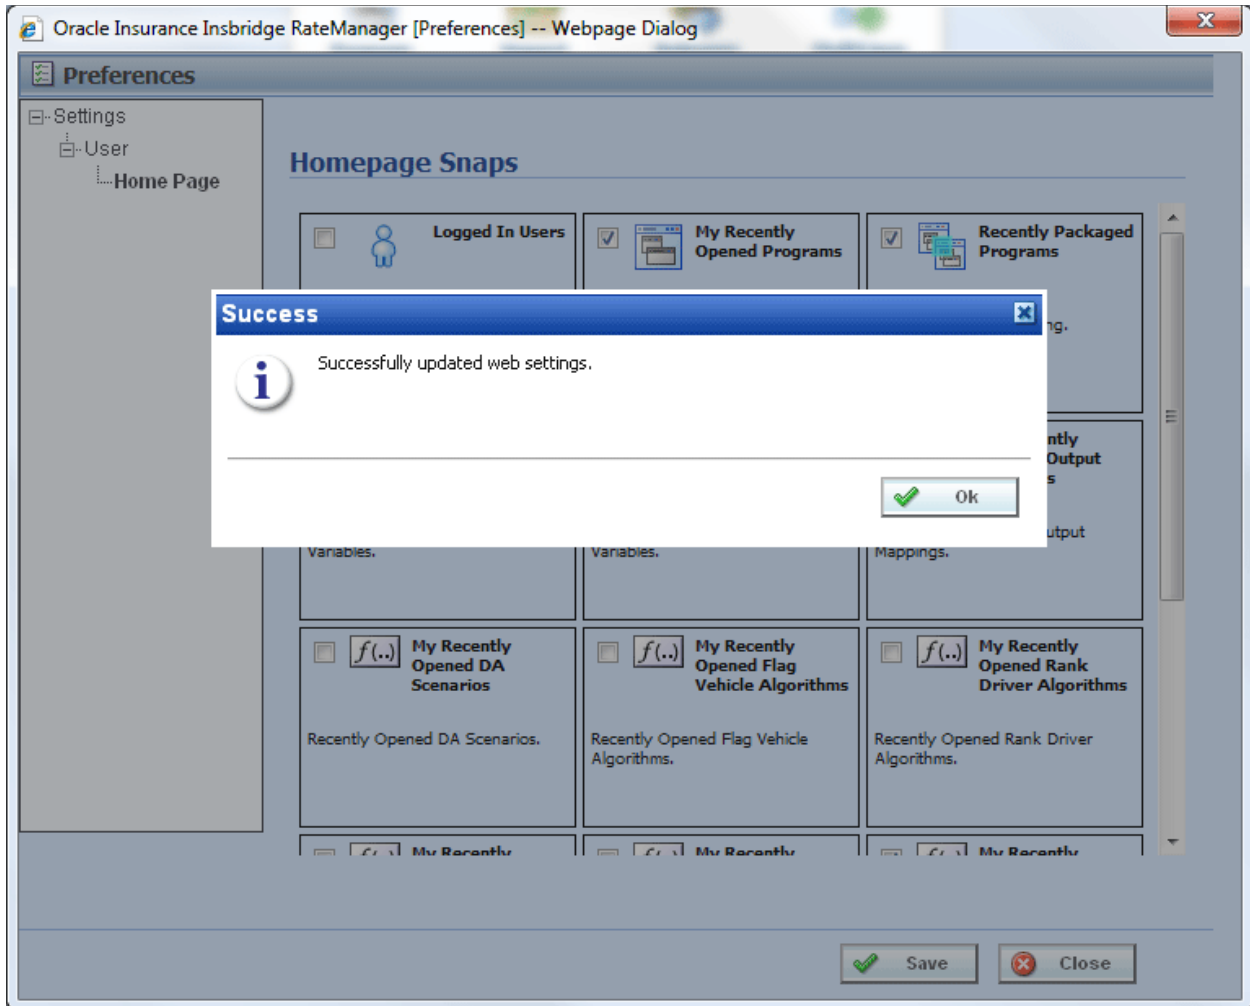 Oracle Insurance Insbridge RateManager [Preferences] -- Webpage Dialog
Preferences
Settings
User
Home Page
Homepage Snaps
Logged In Users
My Recently
Opened Programs
Recently Packaged
Programs
ng.
Success
Successfully updated web settings.
Ok
ntly
Output
s
utput
Variables.
Variables.
Mappings.
f(..)
My Recently
Opened DA
Scenarios
Recently Opened DA Scenarios.
f(..)
My Recently
Opened Flag
Vehicle Algorithms
Recently Opened Flag Vehicle
Algorithms.
f(..)
My Recently
Opened Rank
Driver Algorithms
Recently Opened Rank Driver
Algorithms.
My Recently
My Recently
My Recently
Save
Close